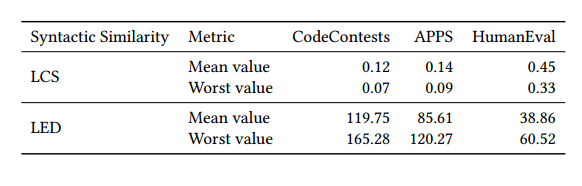 Syntactic Similarity Metric CodeContests APPS HumanEval
LCS
Mean value 0.12 0.14 0.45
Worst value 0.07 0.09 0.33
LED
Mean value 119.75 85.61 38.86
Worst value 165.28 120.27 60.52